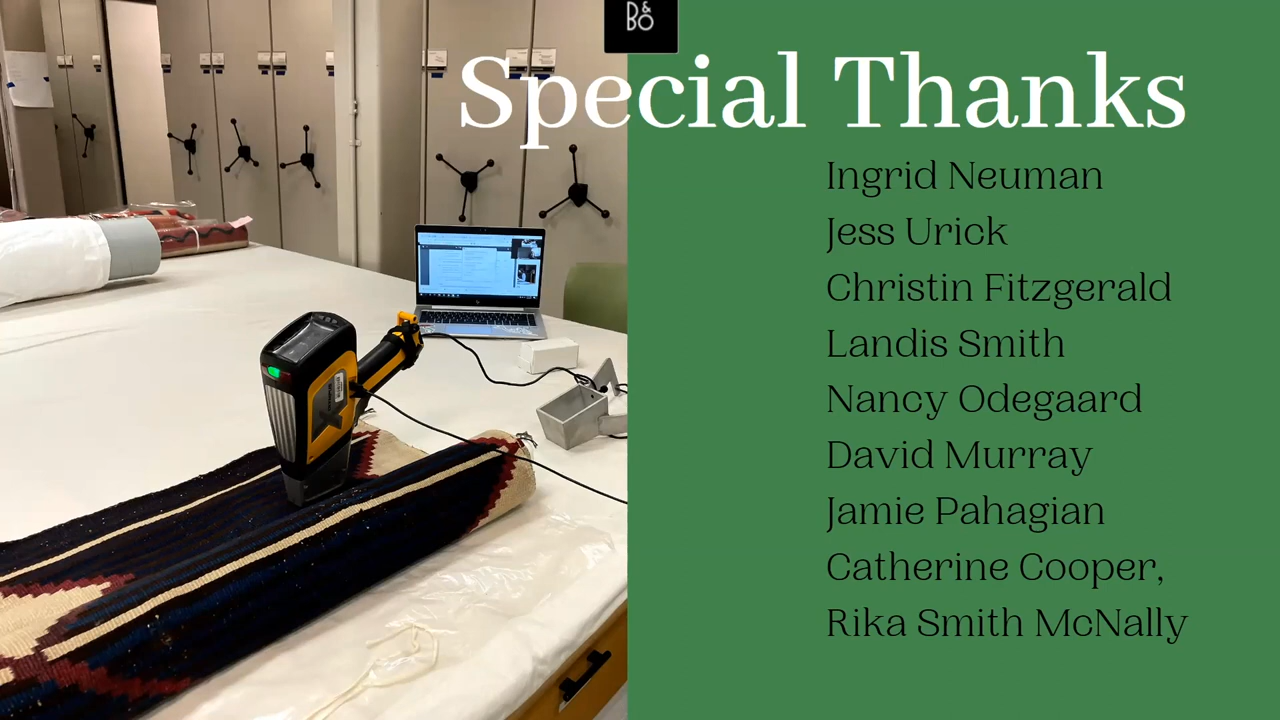 B&O
Special Thanks
Ingrid Neuman
Jess Urick
Christin Fitzgerald
Landis Smith
Nancy Odegaard
David Murray
Jamie Pahagian
Catherine Cooper,
Rika Smith McNally